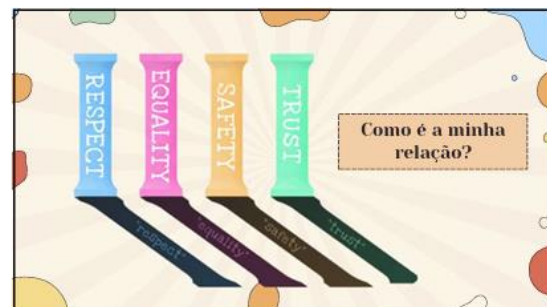 RESPECT
EQUALITY
SAFETY
TRUST
"respect"
"equality"
"safety"
"trust"
Como é a minha
relação?